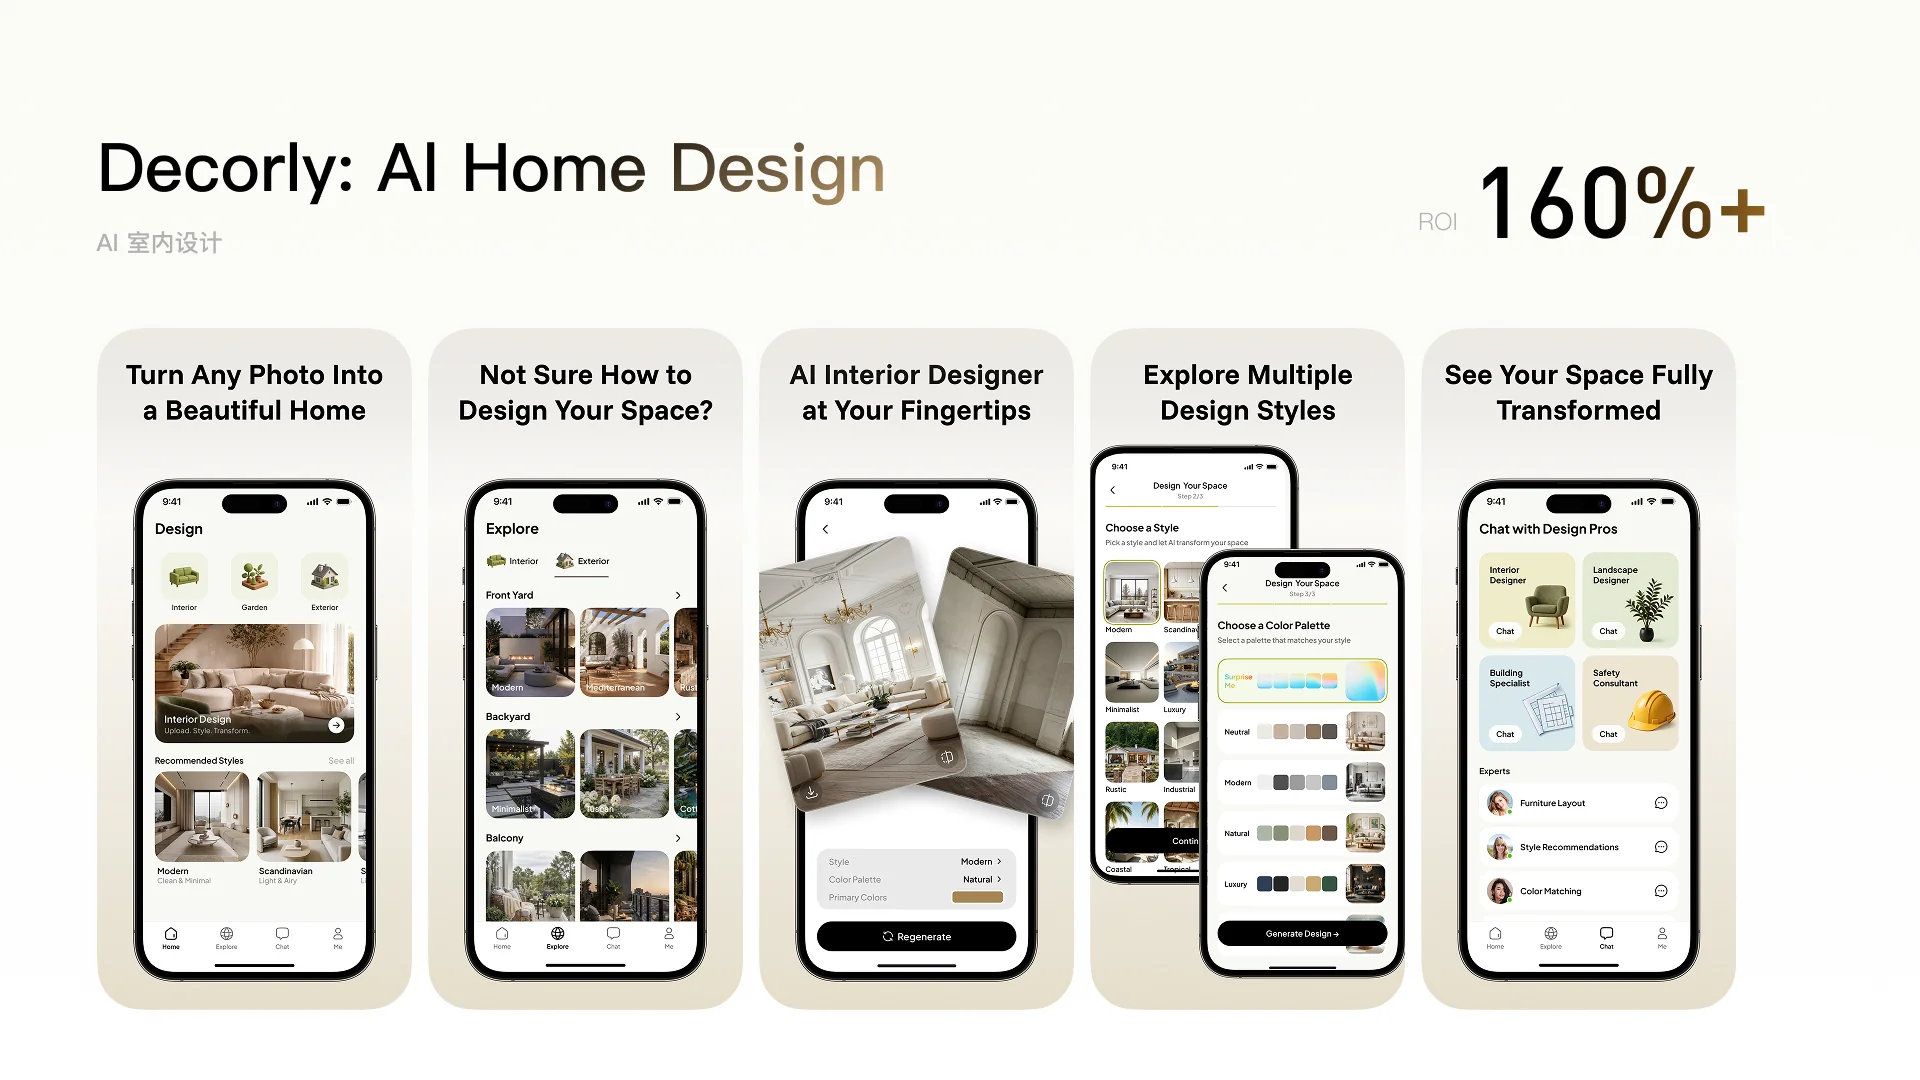 Decorly: AI Home Design
AI 室内设计
ROI 160%+
Turn Any Photo Into
a Beautiful Home
9:41
Design
Interior
Garden
Exterior
Interior Design
Upload. Style. Transform.
Recommended Styles
See all
Modern
Clean & Minimal
Scandinavian
Light & Airy
S
Li
Home
Explore
Chat
Me
Not Sure How to
Design Your Space?
9:41
Explore
Interior
Exterior
Front Yard
Modern
Mediterranean
Rust
Backyard
Minimalist
Tuscan
Cott
Balcony
Home
Explore
Chat
Me
AI Interior Designer
at Your Fingertips
9:41
Style
Modern
Color Palette
Natural
Primary Colors
Regenerate
Explore Multiple
Design Styles
9:41
Design Your Space
Step 2/3
Choose a Style
Pick a style and let AI transform your space
Modern
Scandinav
Minimalist
Luxury
Rustic
Industrial
Contin
Coastal
Tropical
9:41
Design Your Space
Step 3/3
Choose a Color Palette
Select a palette that matches your style
Surprise
Me
Neutral
Modern
Natural
Luxury
Generate Design →
See Your Space Fully
Transformed
9:41
Chat with Design Pros
Interior
Designer
Chat
Landscape
Designer
Chat
Building
Specialist
Chat
Safety
Consultant
Chat
Experts
Furniture Layout
Style Recommendations
Color Matching
Home
Explore
Chat
Me